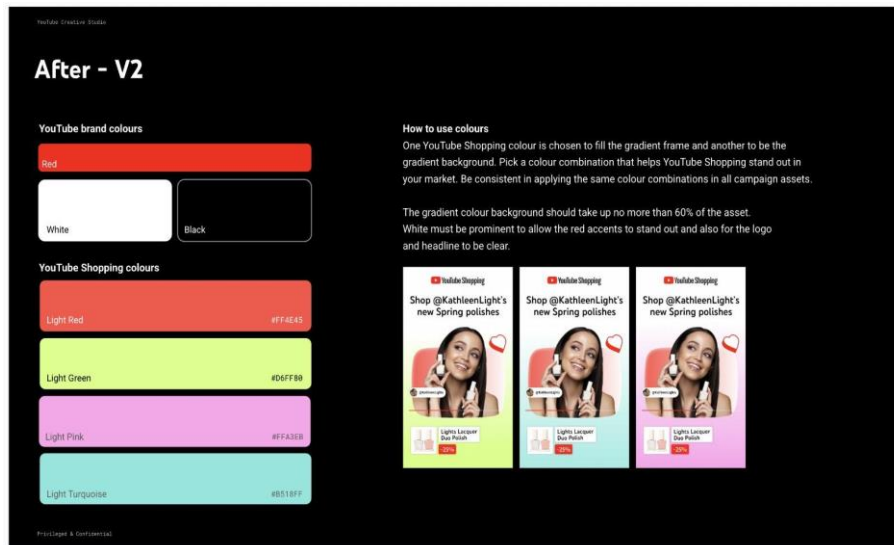 YouTube Creative Studio
After - V2
YouTube brand colours
Red
White
Black
YouTube Shopping colours
Light Red
#FF4E45
Light Green
#D6FF80
Light Pink
#FFA3EB
Light Turquoise
#B518FF
How to use colours
One YouTube Shopping colour is chosen to fill the gradient frame and another to be the
gradient background. Pick a colour combination that helps YouTube Shopping stand out in
your market. Be consistent in applying the same colour combinations in all campaign assets.
The gradient colour background should take up no more than 60% of the asset.
White must be prominent to allow the red accents to stand out and also for the logo
and headline to be clear.
YouTube Shopping
Shop @KathleenLight's
new Spring polishes
@KathleenLights
Lights Lacquer
Duo Polish
-25%
YouTube Shopping
Shop @KathleenLight's
new Spring polishes
@KathleenLights
Lights Lacquer
Duo Polish
-25%
YouTube Shopping
Shop @KathleenLight's
new Spring polishes
@KathleenLights
Lights Lacquer
Duo Polish
-25%
Privileged & Confidential